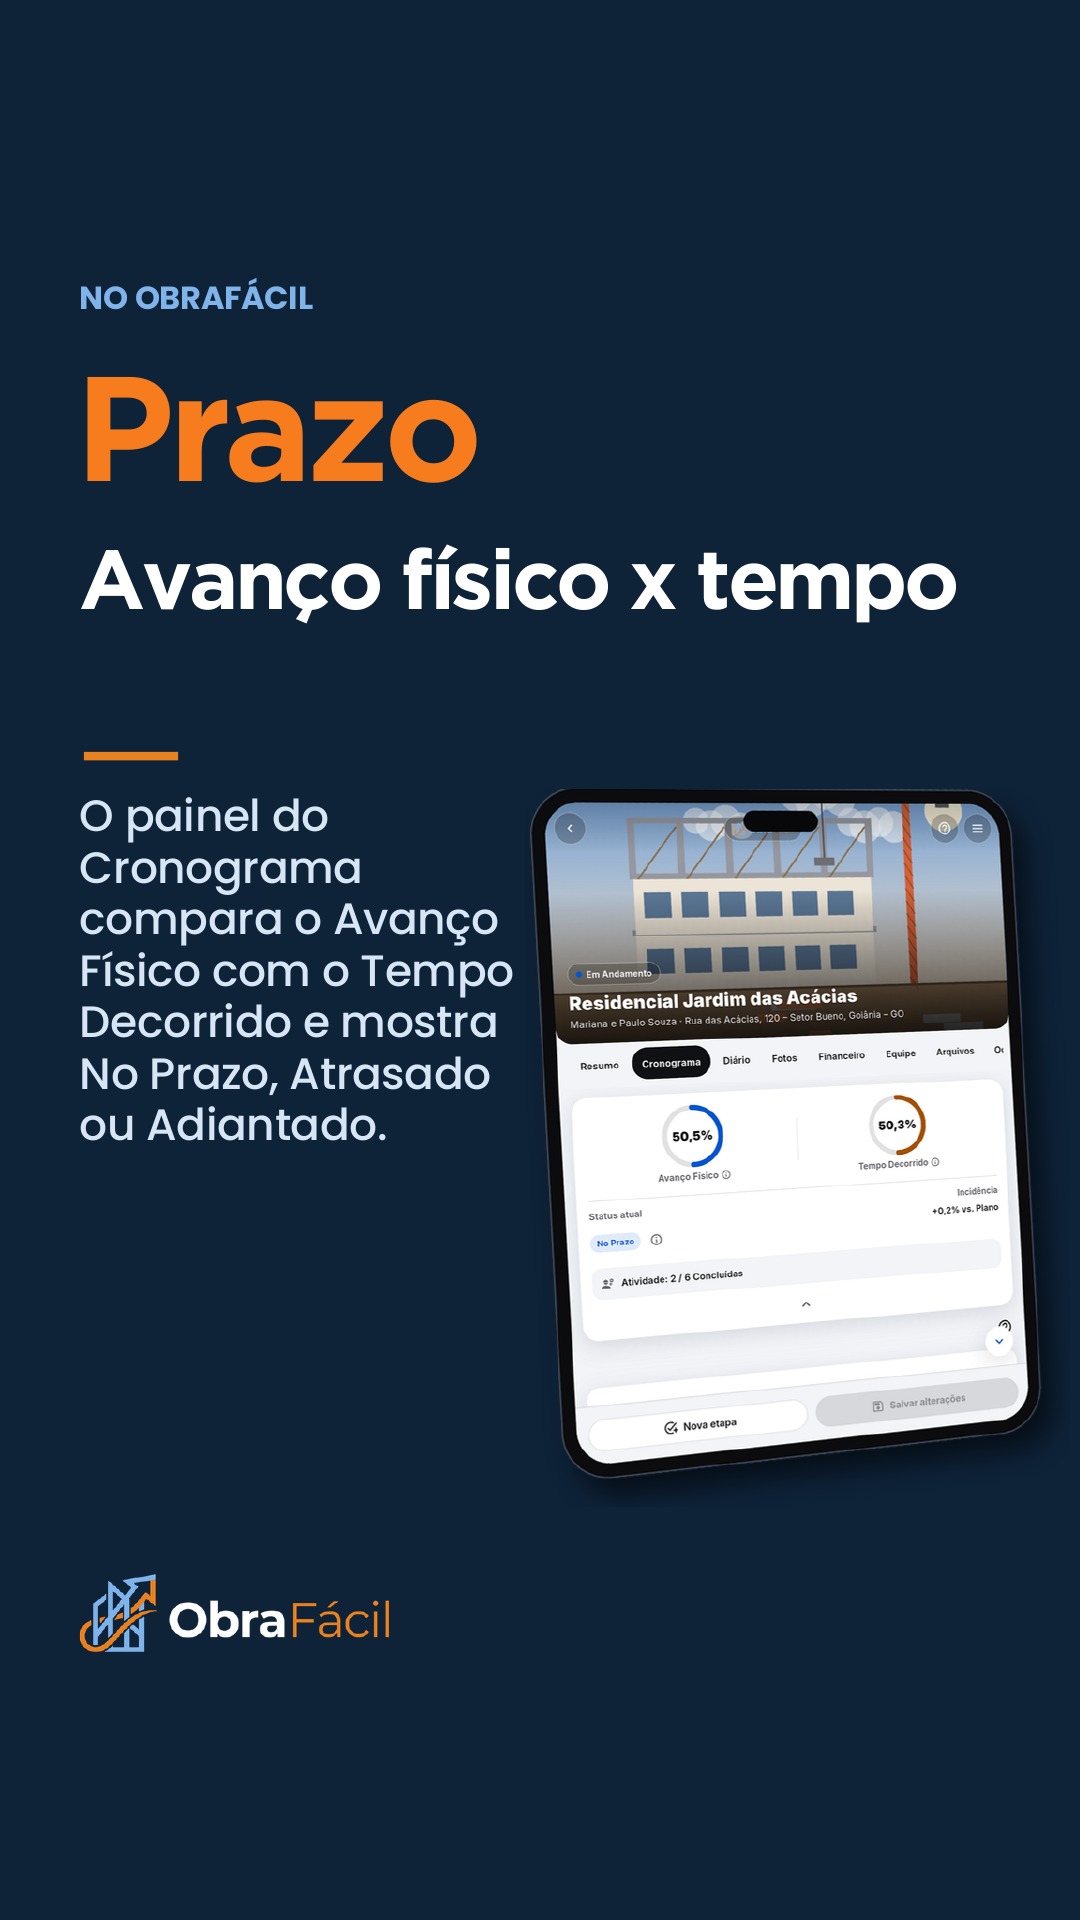 NO OBRAFÁCIL
Prazo
Avanço físico x tempo
O painel do
Cronograma
compara o Avanço
Físico com o Tempo
Decorrido e mostra
No Prazo, Atrasado
ou Adiantado.
Em Andamento
Residencial Jardim das Acácias
Mariana e Paulo Souza · Rua das Acácias, 120 – Setor Bueno, Goiânia – GO
Resumo Cronograma Diário Fotos Financeiro Equipe Arquivos Oc
50,5% 50,3%
Avanço Físico Tempo Decorrido
Status atual Incidência
+0,2% vs. Plano
No Prazo
Atividade: 2 / 6 Concluídas
Nova etapa Salvar alterações
ObraFácil